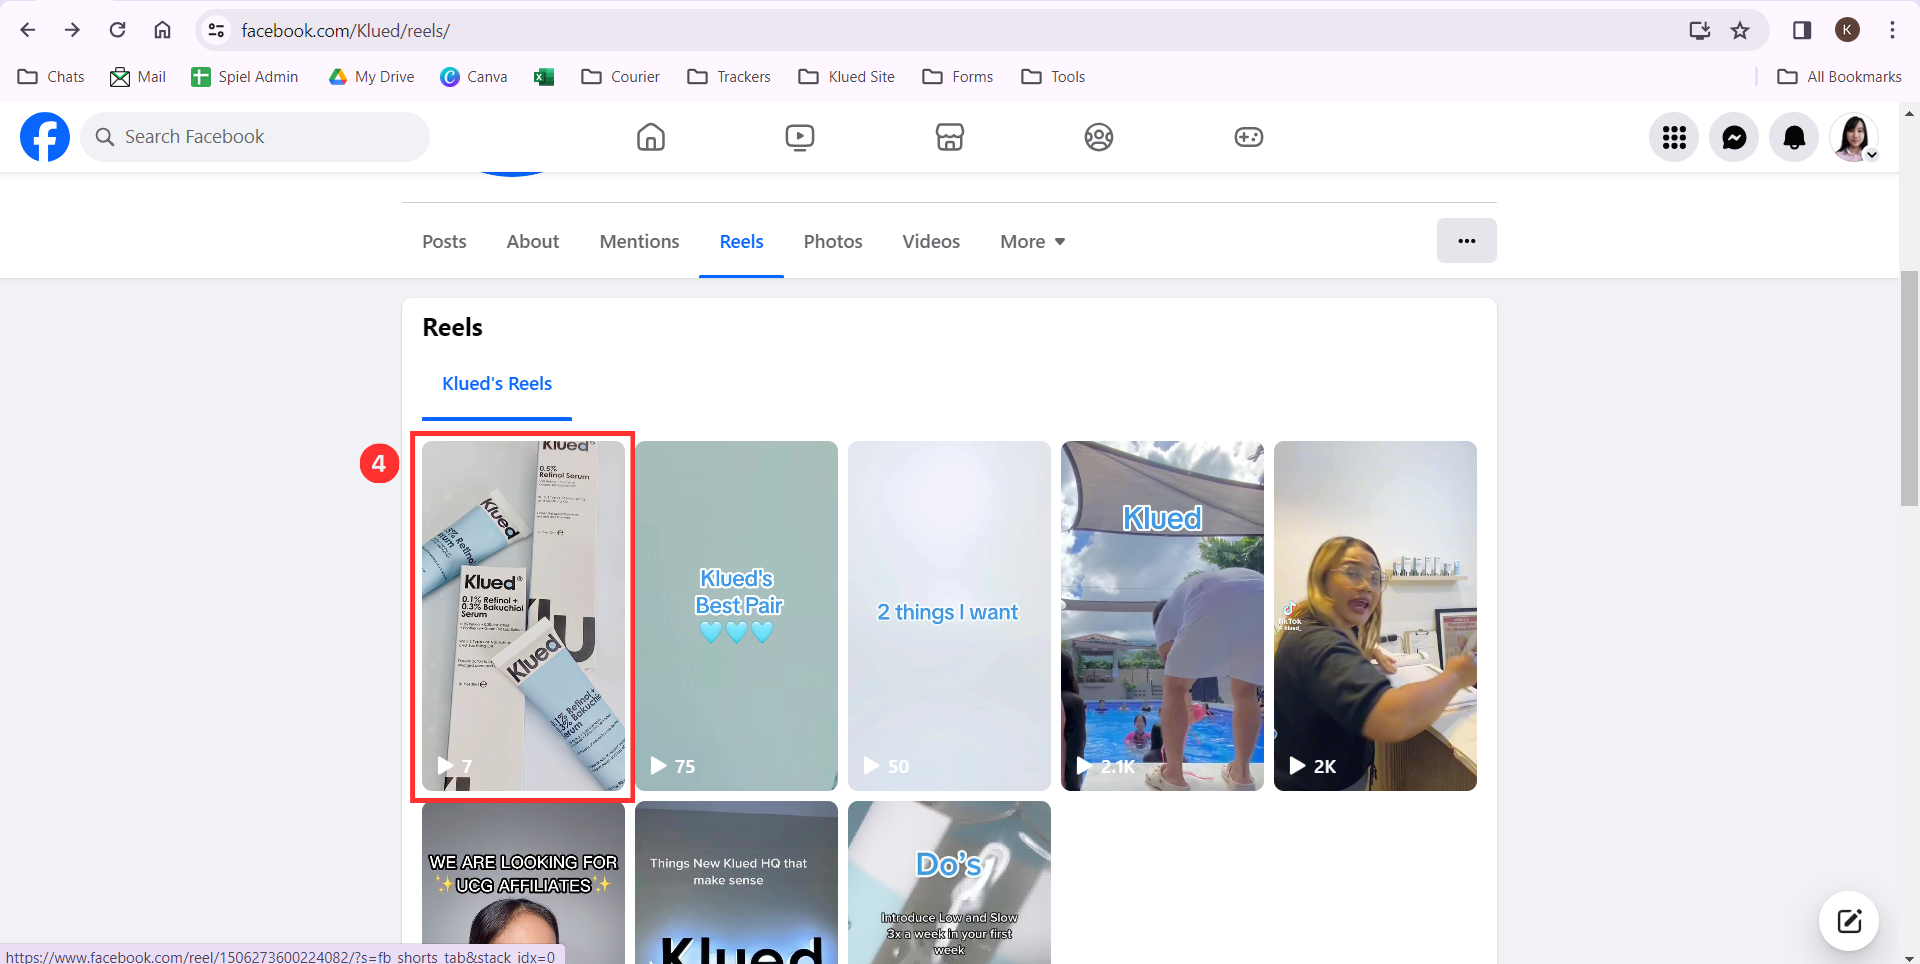 facebook.com/Klued/reels/
K
Chats
Mail
Spiel Admin
My Drive
Canva
Courier
Trackers
Klued Site
Forms
Tools
All Bookmarks
Search Facebook
Posts
About
Mentions
Reels
Photos
Videos
More
Reels
Klued's Reels
4
Klued
0.5%
Retinol Serum
Klued
Klued®
0.1% Retinol +
0.3% Bakuchiol
Serum
Klued
7
Klued's
Best Pair
75
2 things I want
50
Klued
2.1K
TikTok
2K
WE ARE LOOKING FOR
✨UCG AFFILIATES✨
Things New Klued HQ that
make sense
Klued
Do's
Introduce Low and Slow
3x a week in your first
week
https://www.facebook.com/reel/1506273600224082/?s=fb_shorts_tab&stack_idx=0